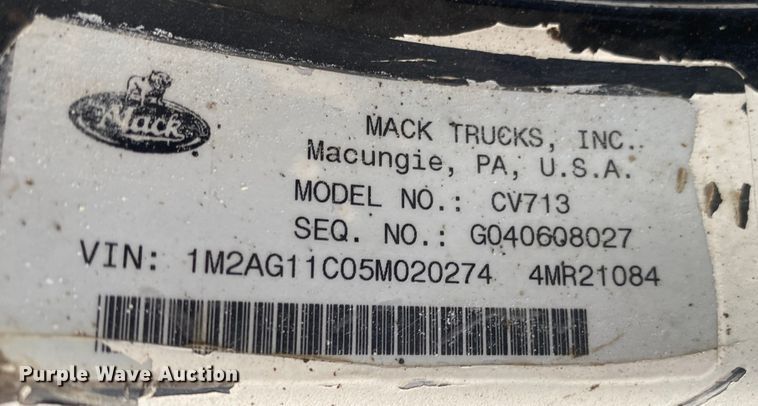 Mack
MACK TRUCKS, INC.
Macungie, PA, U.S.A.
MODEL NO.: CV713
SEQ. NO.: G040608027
VIN: 1M2AG11C05M020274 4MR21084
Purple Wave Auction